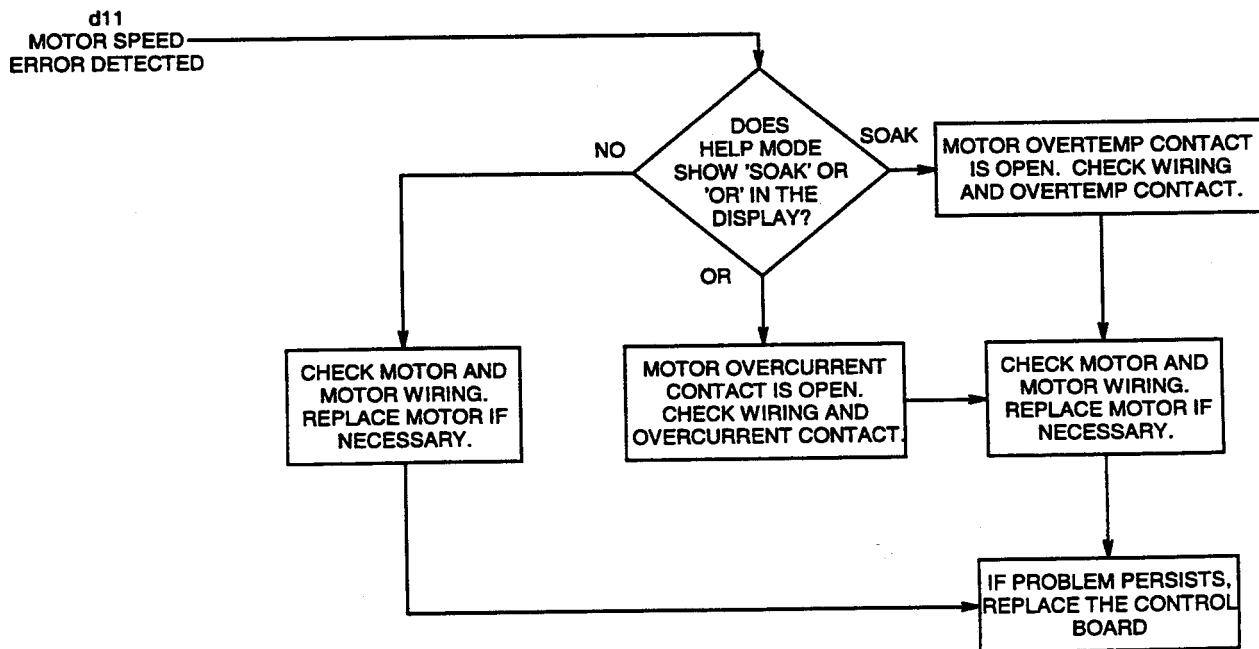 d11
MOTOR SPEED
ERROR DETECTED
DOES
HELP MODE
SHOW 'SOAK' OR
'OR' IN THE
DISPLAY?
NO
SOAK
OR
MOTOR OVERTEMP CONTACT
IS OPEN. CHECK WIRING
AND OVERTEMP CONTACT.
CHECK MOTOR AND
MOTOR WIRING.
REPLACE MOTOR IF
NECESSARY.
MOTOR OVERCURRENT
CONTACT IS OPEN.
CHECK WIRING AND
OVERCURRENT CONTACT.
CHECK MOTOR AND
MOTOR WIRING.
REPLACE MOTOR IF
NECESSARY.
IF PROBLEM PERSISTS,
REPLACE THE CONTROL
BOARD